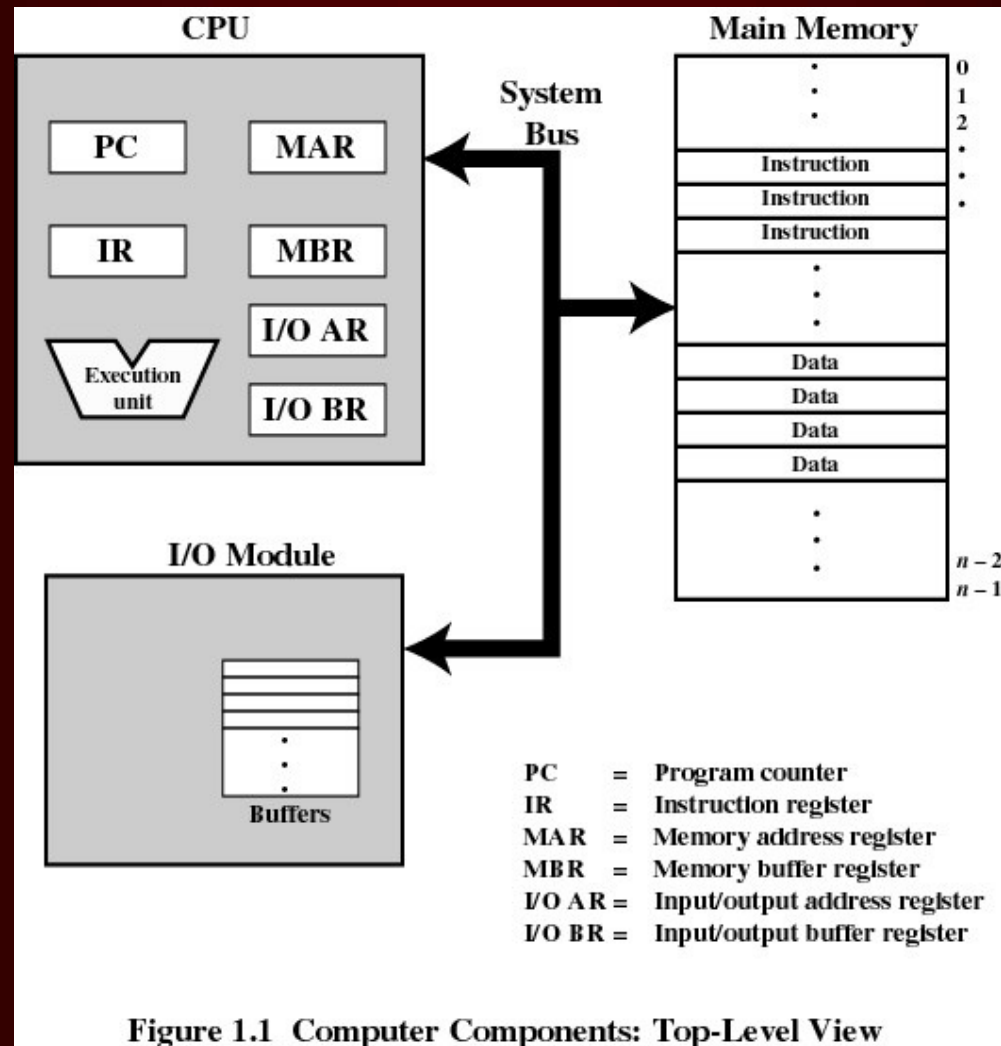 CPU
PC
MAR
IR
MBR
I/O AR
Execution
unit
I/O BR
System
Bus
Main Memory
0
1
2
Instruction
Instruction
Instruction
Data
Data
Data
Data
n – 2
n – 1
I/O Module
Buffers
PC = Program counter
IR = Instruction register
MAR = Memory address register
MBR = Memory buffer register
I/O AR = Input/output address register
I/O BR = Input/output buffer register
Figure 1.1 Computer Components: Top-Level View